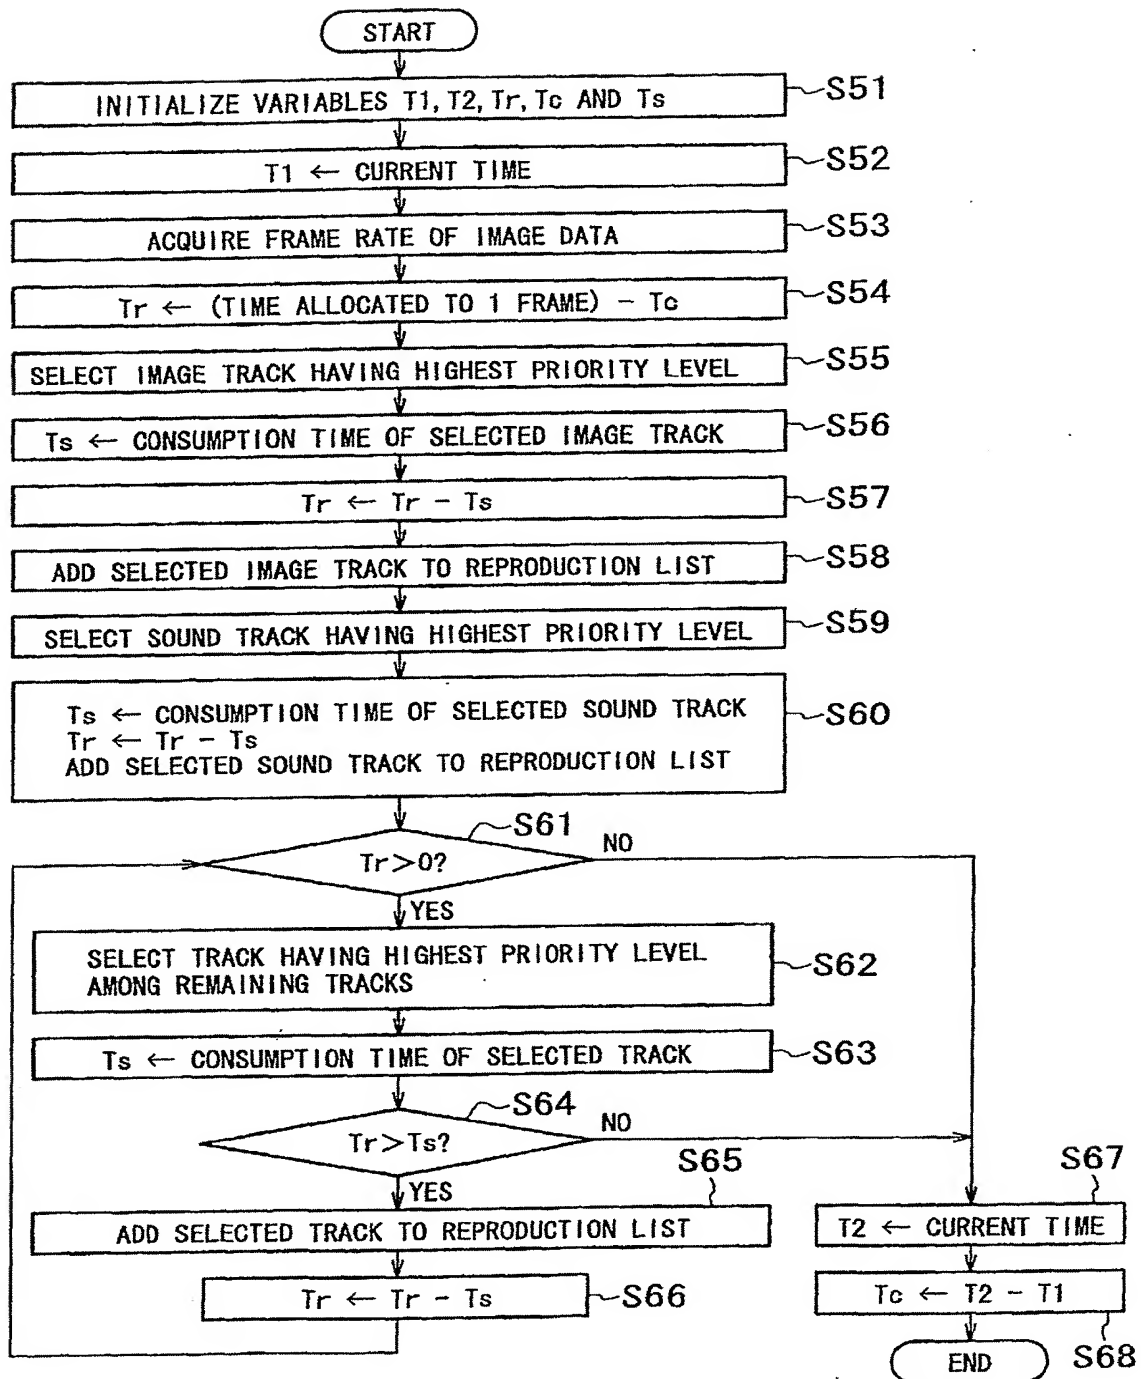 START
INITIALIZE VARIABLES T1, T2, Tr, Tc AND Ts
S51
T1 ← CURRENT TIME
S52
ACQUIRE FRAME RATE OF IMAGE DATA
S53
Tr ← (TIME ALLOCATED TO 1 FRAME) - Tc
S54
SELECT IMAGE TRACK HAVING HIGHEST PRIORITY LEVEL
S55
Ts ← CONSUMPTION TIME OF SELECTED IMAGE TRACK
S56
Tr ← Tr - Ts
S57
ADD SELECTED IMAGE TRACK TO REPRODUCTION LIST
S58
SELECT SOUND TRACK HAVING HIGHEST PRIORITY LEVEL
S59
Ts ← CONSUMPTION TIME OF SELECTED SOUND TRACK
Tr ← Tr - Ts
ADD SELECTED SOUND TRACK TO REPRODUCTION LIST
S60
S61
Tr>0?
NO
YES
SELECT TRACK HAVING HIGHEST PRIORITY LEVEL
AMONG REMAINING TRACKS
S62
Ts ← CONSUMPTION TIME OF SELECTED TRACK
S63
S64
Tr>Ts?
NO
YES
S65
ADD SELECTED TRACK TO REPRODUCTION LIST
Tr ← Tr - Ts
S66
S67
T2 ← CURRENT TIME
Tc ← T2 - T1
S68
END